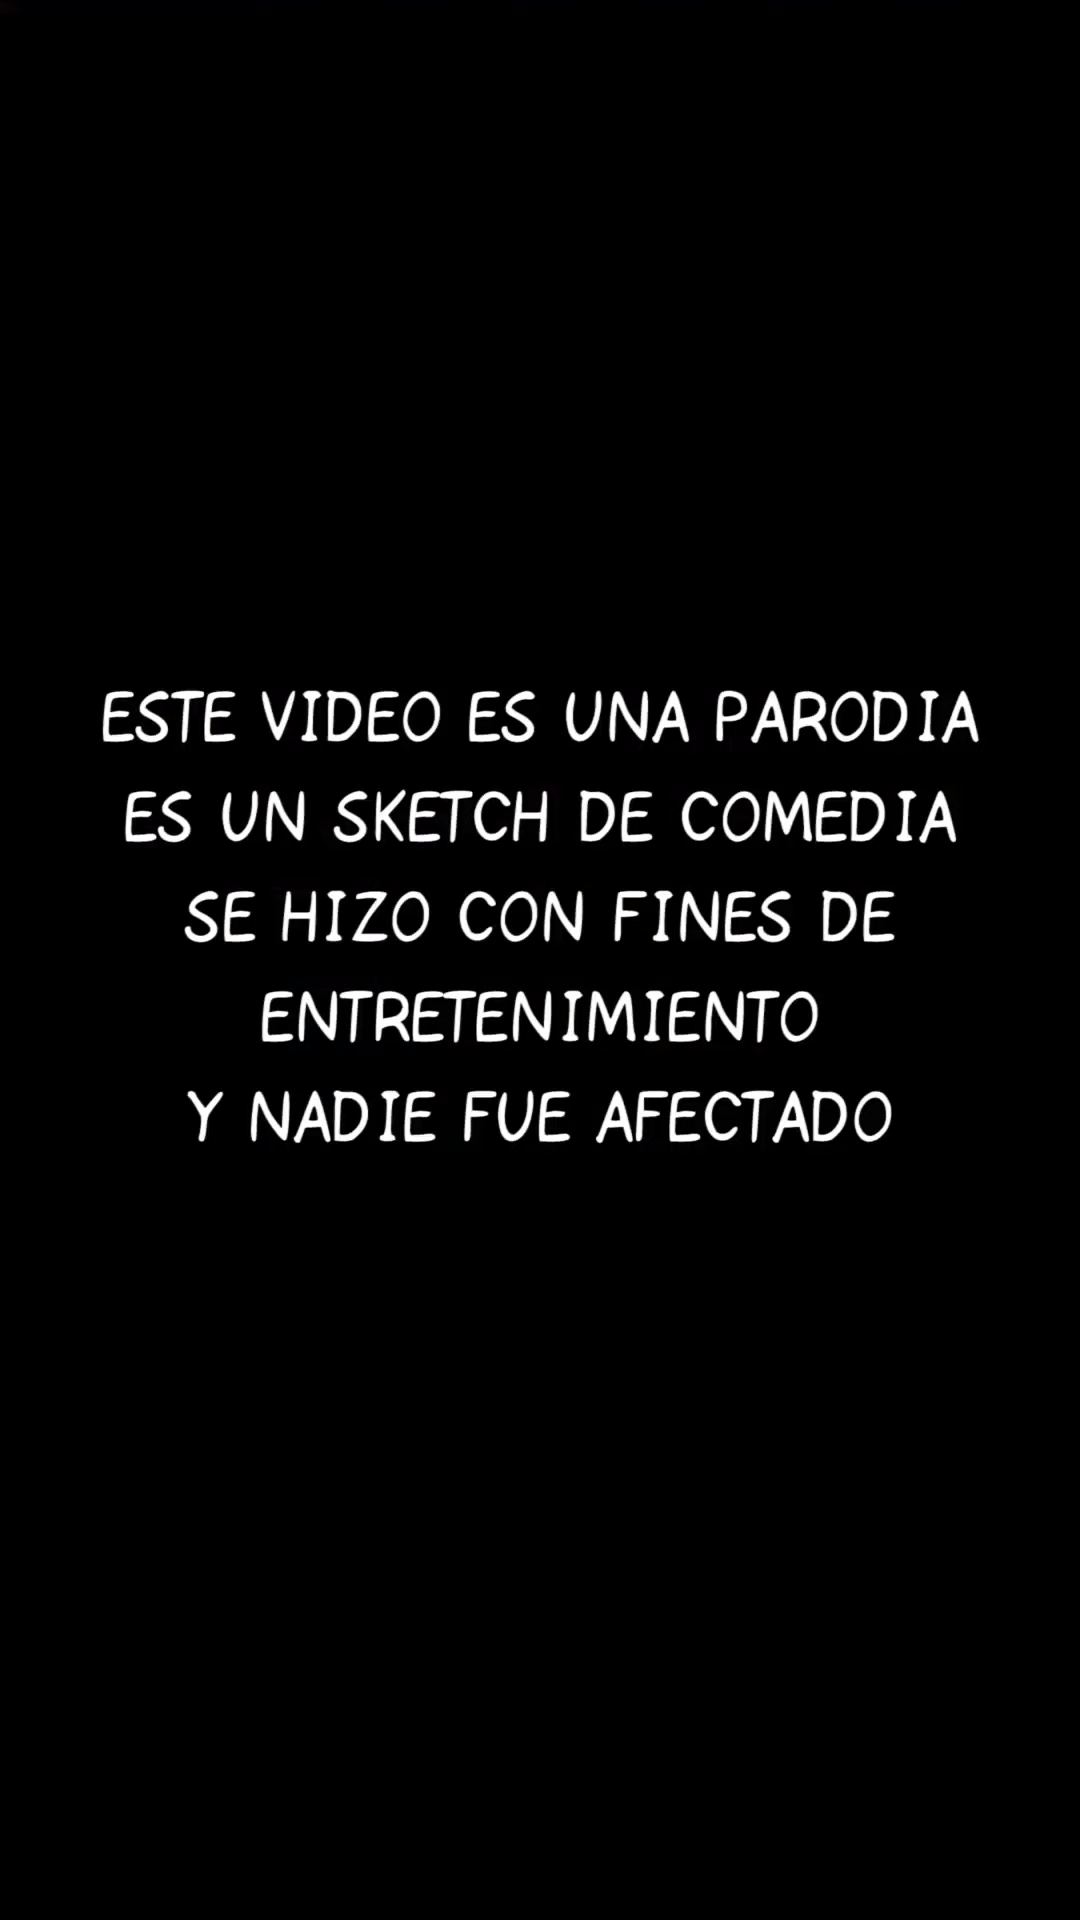 ESTE VIDEO ES UNA PARODIA
ES UN SKETCH DE COMEDIA
SE HIZO CON FINES DE
ENTRETENIMIENTO
Y NADIE FUE AFECTADO